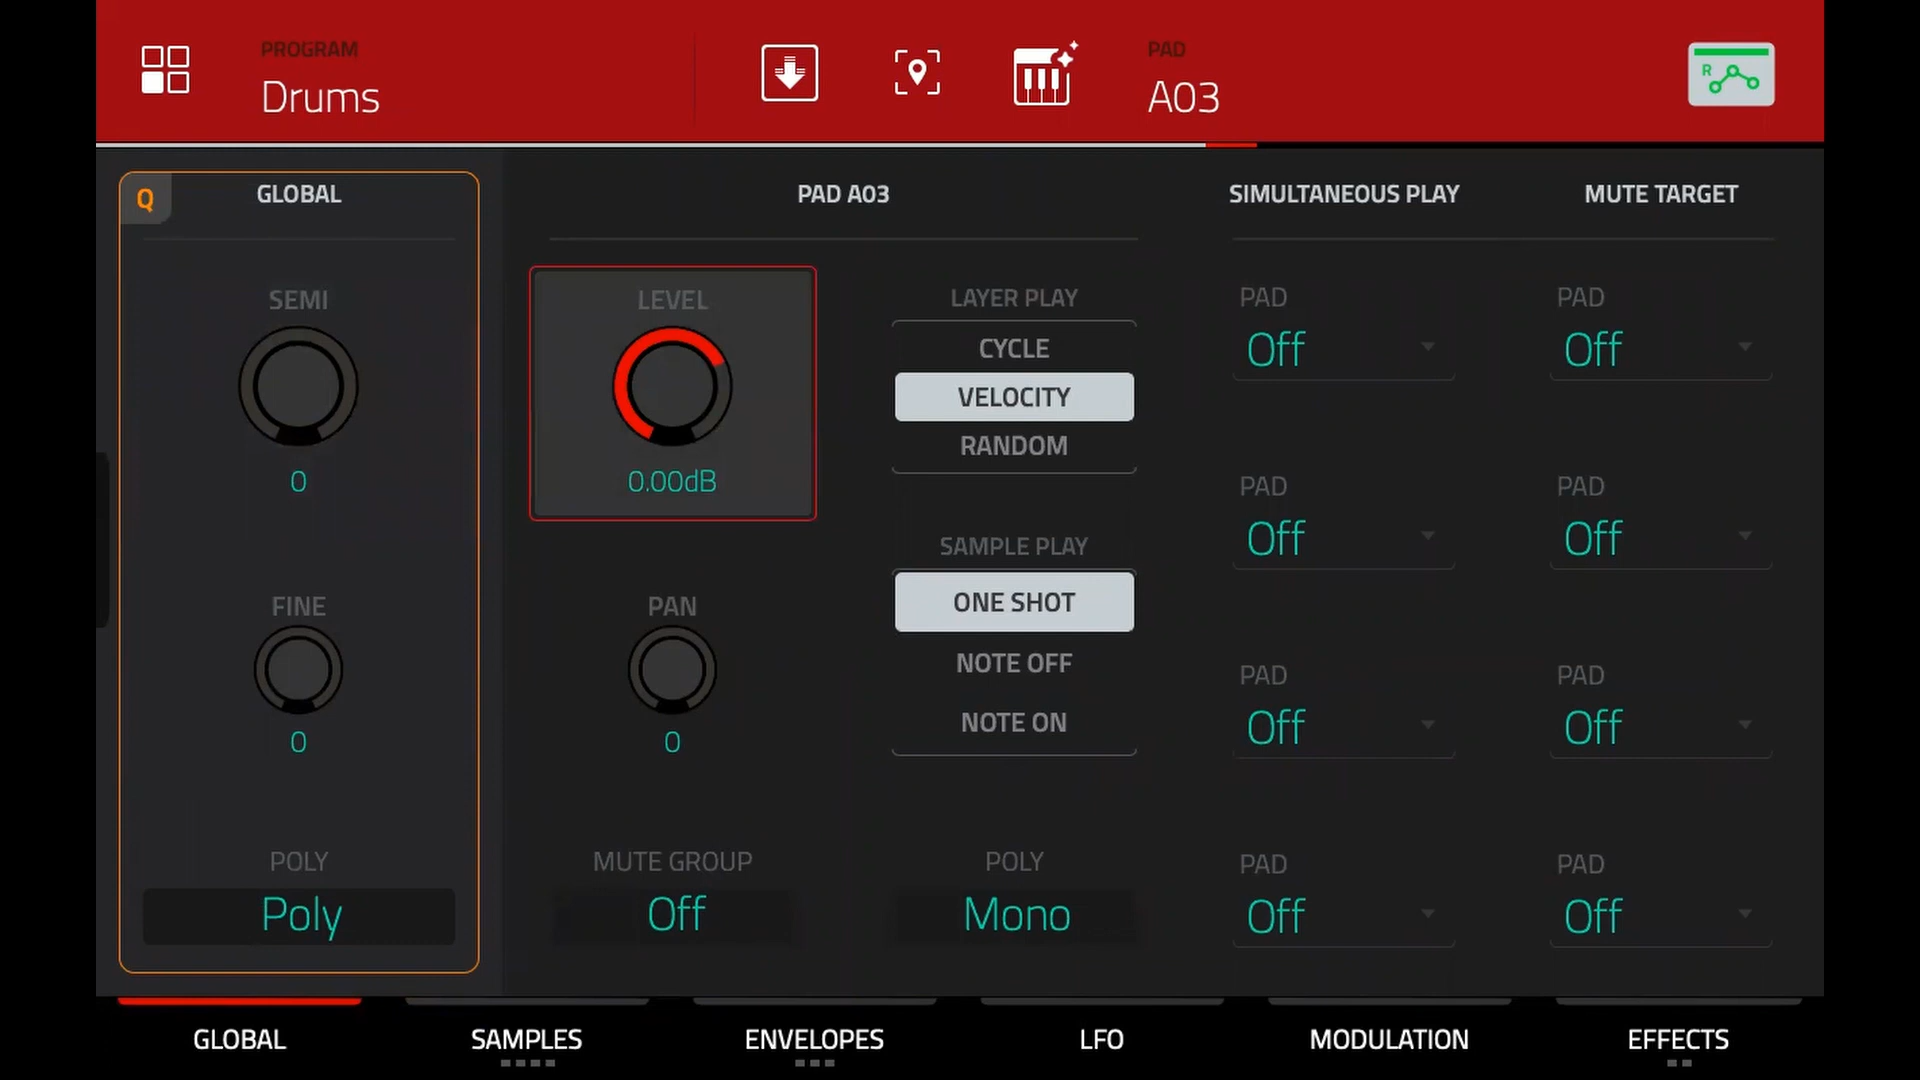 PROGRAM
Drums
PAD
A03
R
Q
GLOBAL
SEMI
0
FINE
0
POLY
Poly
PAD A03
LEVEL
0.00dB
PAN
0
MUTE GROUP
Off
LAYER PLAY
CYCLE
VELOCITY
RANDOM
SAMPLE PLAY
ONE SHOT
NOTE OFF
NOTE ON
POLY
Mono
SIMULTANEOUS PLAY
PAD
Off
PAD
Off
PAD
Off
PAD
Off
MUTE TARGET
PAD
Off
PAD
Off
PAD
Off
PAD
Off
GLOBAL
SAMPLES
ENVELOPES
LFO
MODULATION
EFFECTS